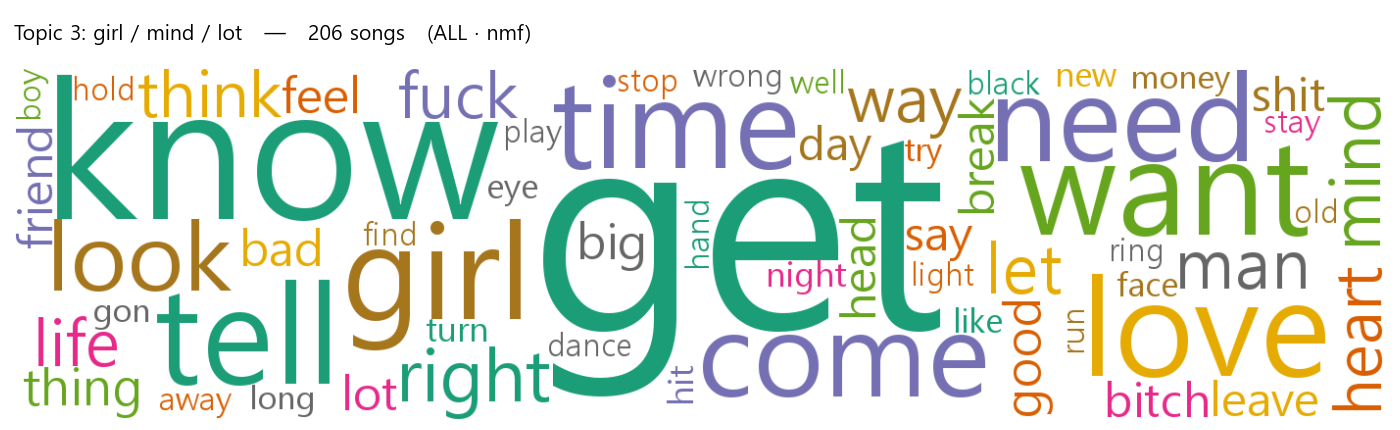 Topic 3: girl / mind / lot — 206 songs (ALL · nmf)
boy
hold
think
feel
fuck
stop
wrong
well
way
black
new
money
shit
stay
friend
know
play
time
day
try
break
need
want
mind
eye
old
look
bad
find
girl
big
hand
get
night
head
say
light
let
ring
face
man
gon
life
tell
turn
dance
come
like
good
run
love
heart
thing
away
long
lot
right
hit
bitch
leave